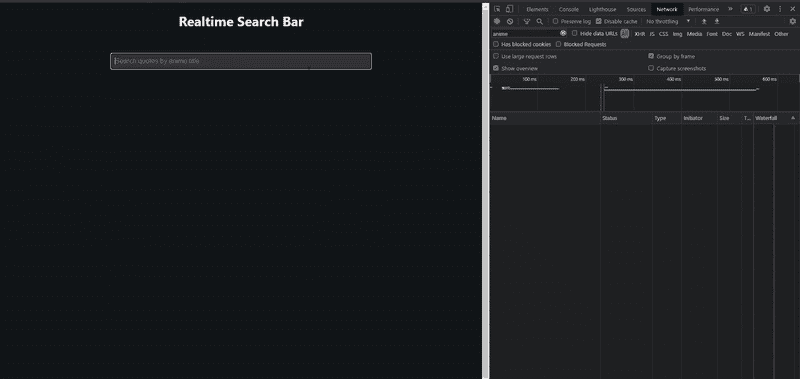 Realtime Search Bar
Search quotes by anime title
Elements Console Lighthouse Sources Network Performance »
Preserve log Disable cache No throttling
anime Hide data URLs All XHR JS CSS Img Media Font Doc WS Manifest Other
Has blocked cookies Blocked Requests
Use large request rows Group by frame
Show overview Capture screenshots
100 ms 200 ms 300 ms 400 ms 500 ms
Name Status Type Initiator Size T... Waterfall